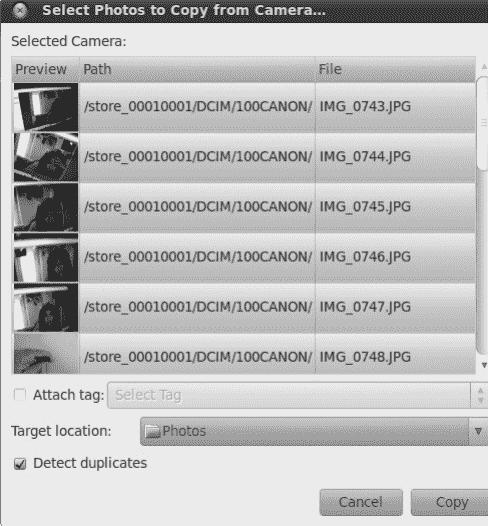 Select Photos to Copy from Camera...
Selected Camera:
Preview Path File
/store_00010001/DCIM/100CANON/ IMG_0743.JPG
/store_00010001/DCIM/100CANON/ IMG_0744.JPG
/store_00010001/DCIM/100CANON/ IMG_0745.JPG
/store_00010001/DCIM/100CANON/ IMG_0746.JPG
/store_00010001/DCIM/100CANON/ IMG_0747.JPG
/store_00010001/DCIM/100CANON/ IMG_0748.JPG
Attach tag: Select Tag
Target location: Photos
Detect duplicates
Cancel Copy